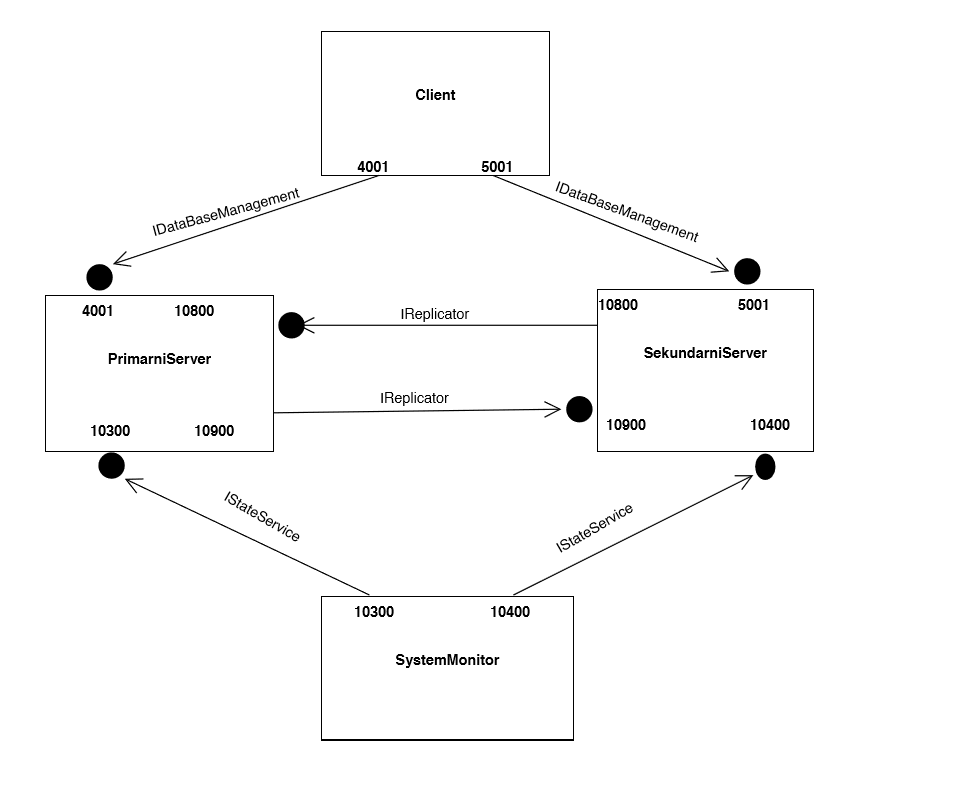 Client
4001 5001
IDataBaseManagement
IDataBaseManagement
4001 10800
PrimarniServer
10300 10900
IReplicator
IReplicator
10800 5001
SekundarniServer
10900 10400
IStateService
IStateService
10300 10400
SystemMonitor